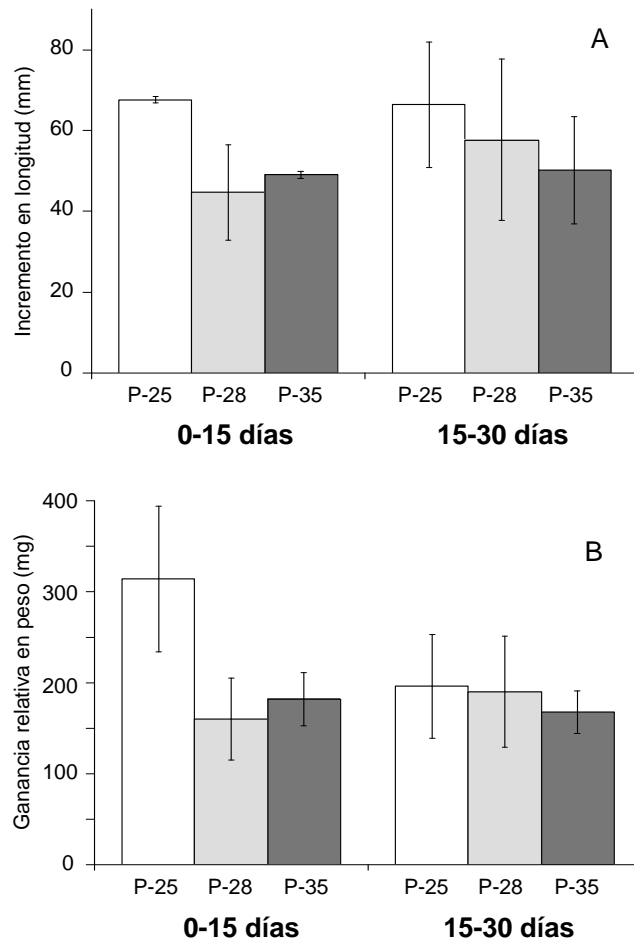 A
Incremento en longitud (mm)
80
60
40
20
0
P-25 P-28 P-35 P-25 P-28 P-35
0-15 días 15-30 días
B
Ganancia relativa en peso (mg)
400
300
200
100
0
P-25 P-28 P-35 P-25 P-28 P-35
0-15 días 15-30 días